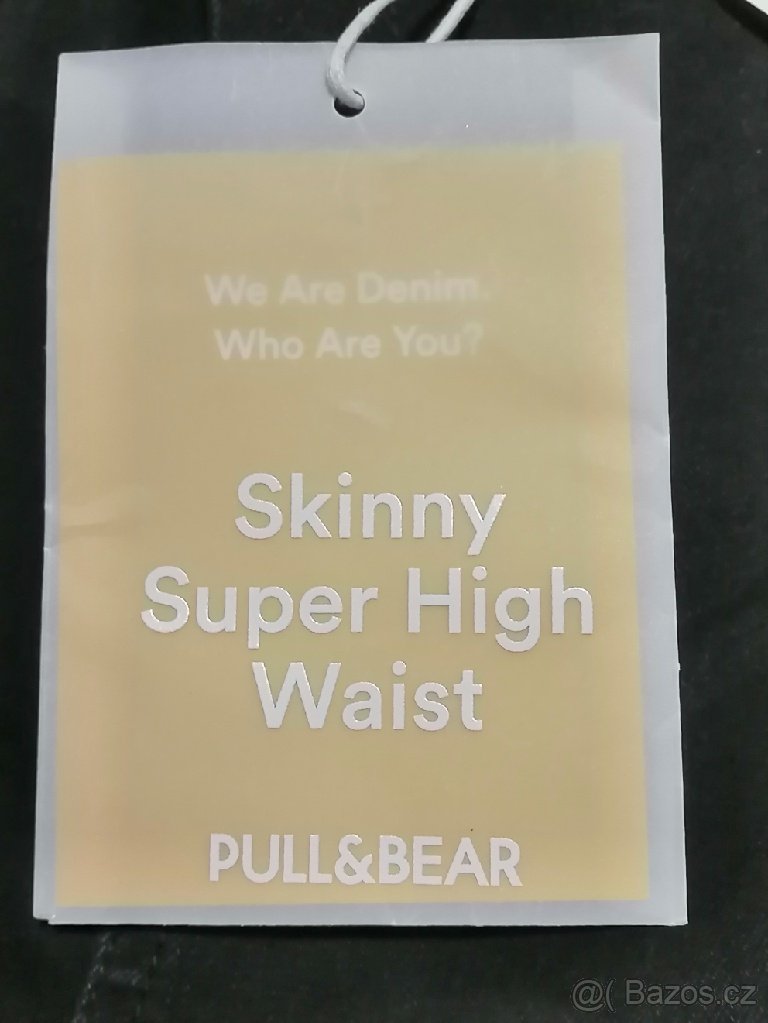 We Are Denim.
Who Are You?
Skinny
Super High
Waist
PULL&BEAR
@( Bazos.cz